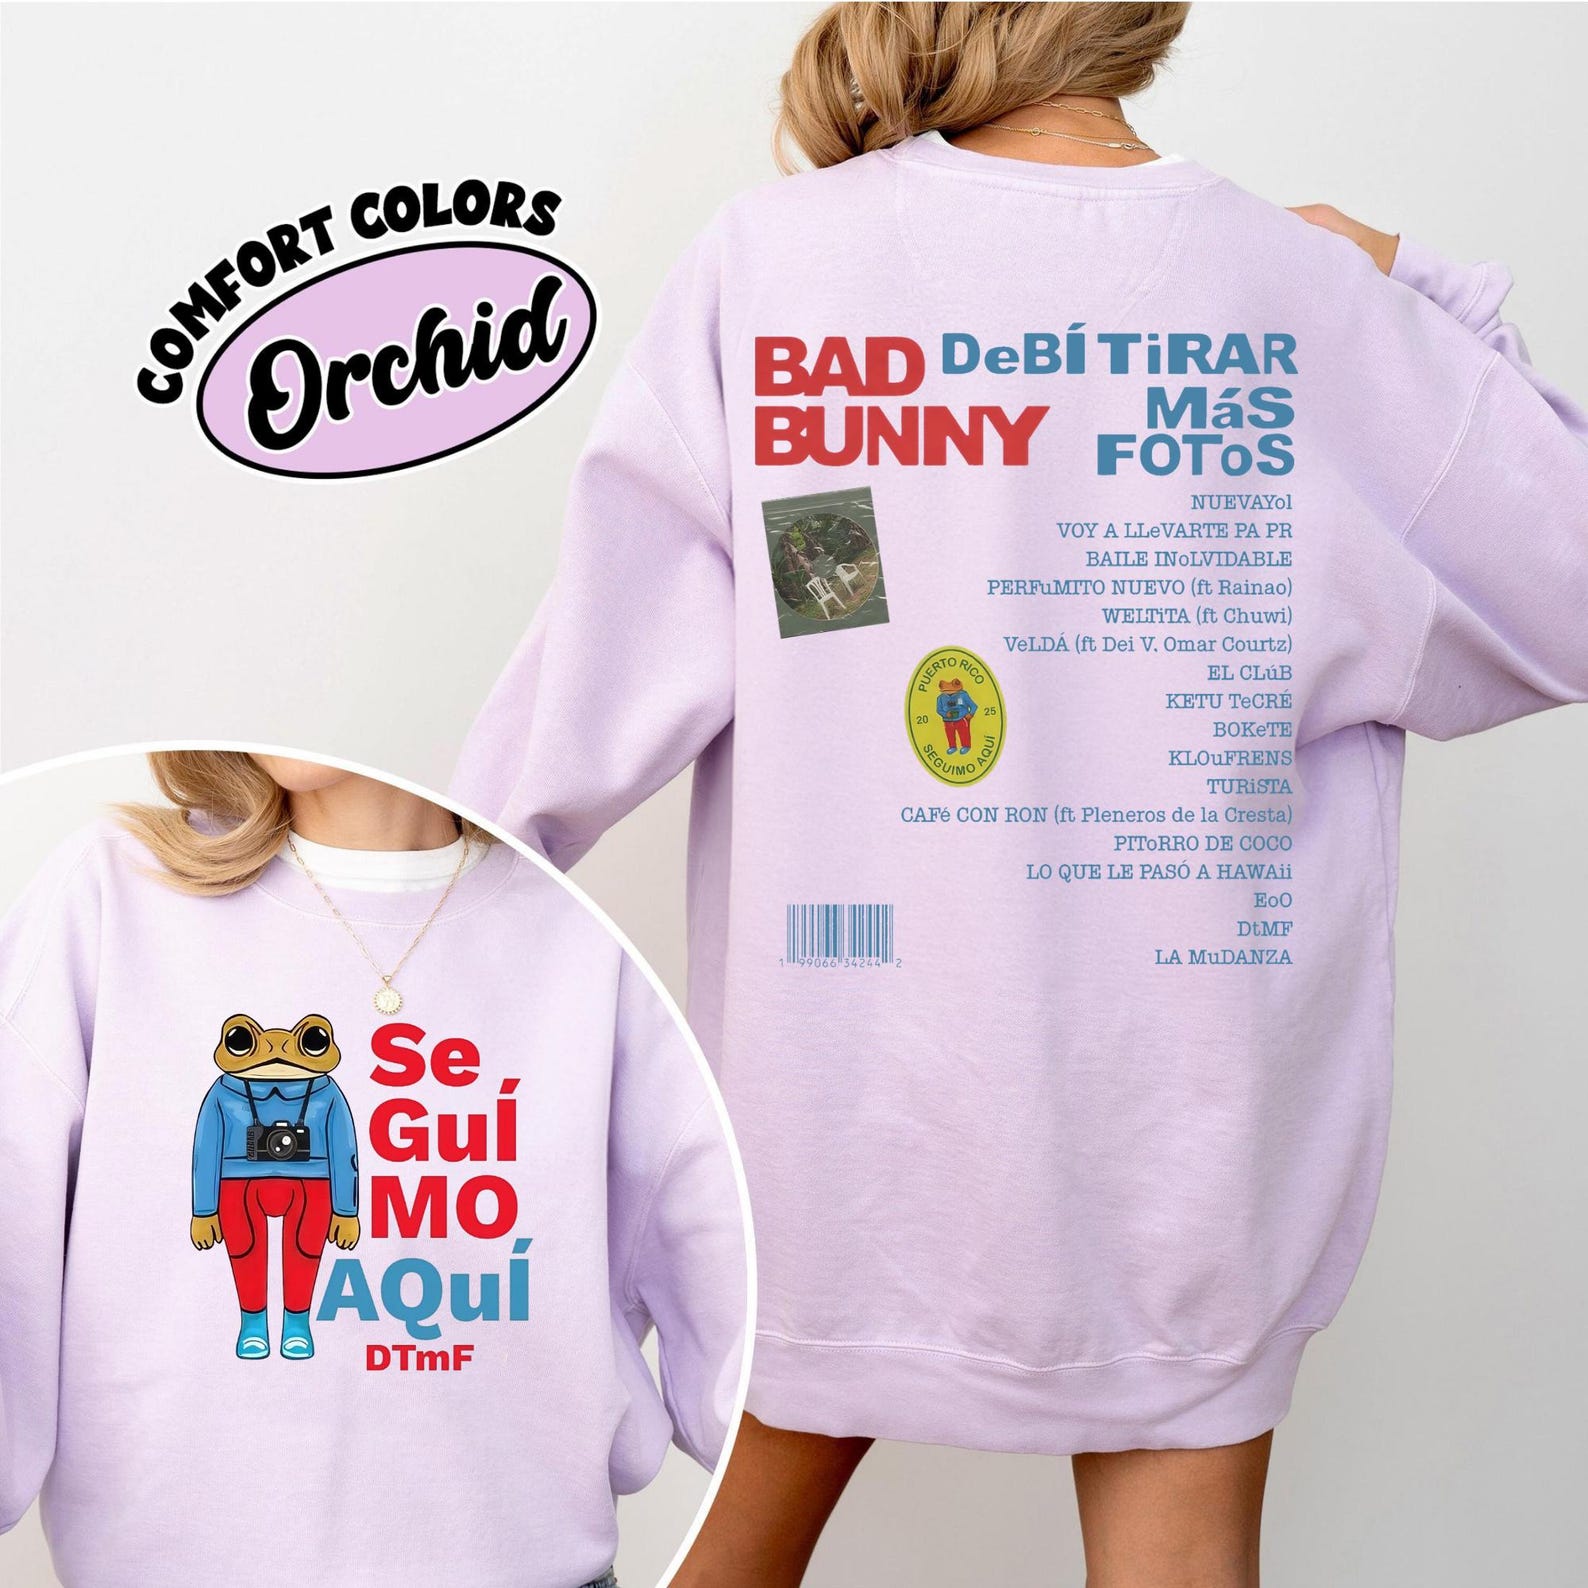 COMFORT COLORS
Orchid
BAD
BUNNY
DeBÍ TiRAR
MáS
FOToS
NUEVAYol
VOY A LLeVARTE PA PR
BAILE INoLVIDABLE
PERFuMITO NUEVO (ft Rainao)
WELTiTA (ft Chuwi)
VeLDÁ (ft Dei V. Omar Courtz)
EL CLúB
KETU TeCRÉ
BOKeTE
KLOuFRENS
TURiSTA
CAFé CON RON (ft Pleneros de la Cresta)
PIToRRO DE COCO
LO QUE LE PASÓ A HAWAii
EoO
DtMF
LA MuDANZA
PUERTO RICO
20 25
SEGUIMO AQUÍ
1 99066 34244 2
Se
GuÍ
MO
AQuÍ
DTmF